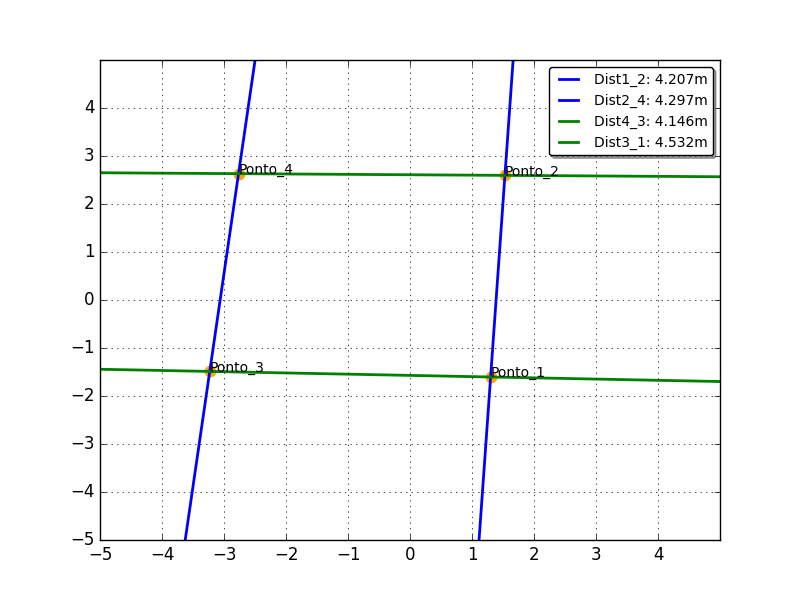 Dist1_2: 4.207m
Dist2_4: 4.297m
Dist4_3: 4.146m
Dist3_1: 4.532m
4
3
Ponto_4
Ponto_2
2
1
0
−1
Ponto_3
Ponto_1
−2
−3
−4
−5
−5 −4 −3 −2 −1 0 1 2 3 4